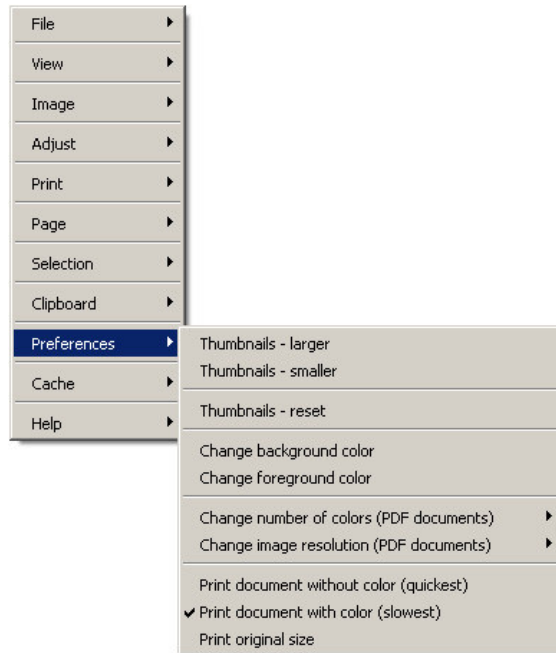 File
View
Image
Adjust
Print
Page
Selection
Clipboard
Preferences
Cache
Help
Thumbnails - larger
Thumbnails - smaller
Thumbnails - reset
Change background color
Change foreground color
Change number of colors (PDF documents)
Change image resolution (PDF documents)
Print document without color (quickest)
Print document with color (slowest)
Print original size